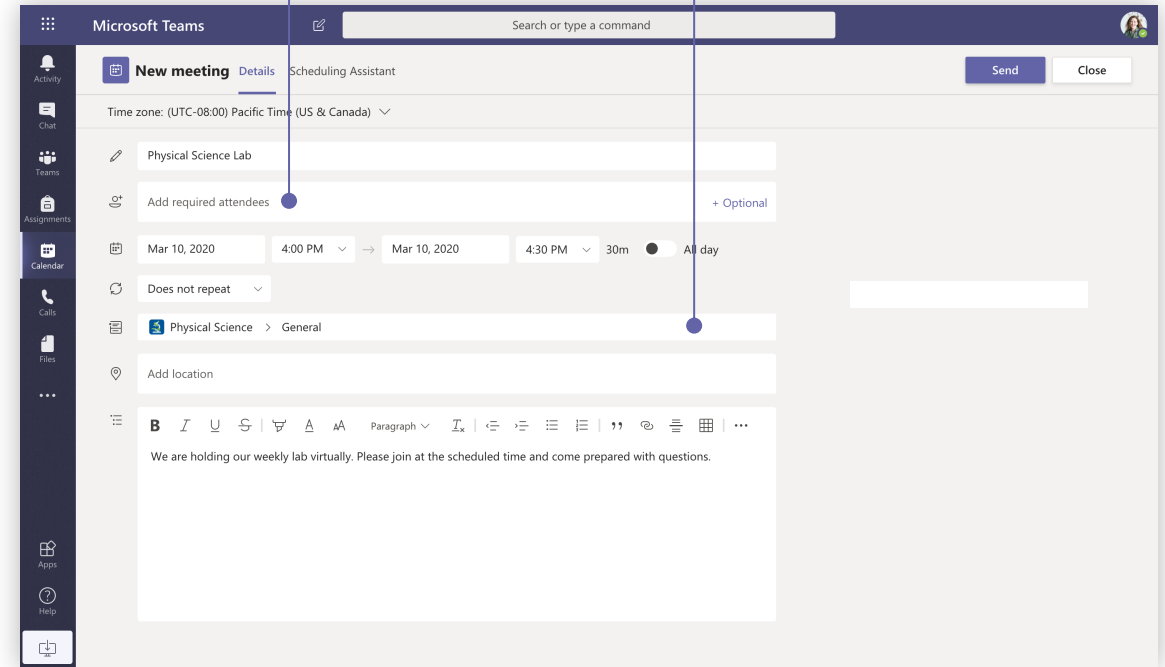 Microsoft Teams
Search or type a command
Activity
Chat
Teams
Assignments
Calendar
Calls
Files
Apps
Help
New meeting Details Scheduling Assistant Send Close
Time zone: (UTC-08:00) Pacific Time (US & Canada)
Physical Science Lab
Add required attendees + Optional
Mar 10, 2020 4:00 PM → Mar 10, 2020 4:30 PM 30m All day
Does not repeat
Physical Science > General
Add location
B I U S A AA Paragraph Tx
We are holding our weekly lab virtually. Please join at the scheduled time and come prepared with questions.